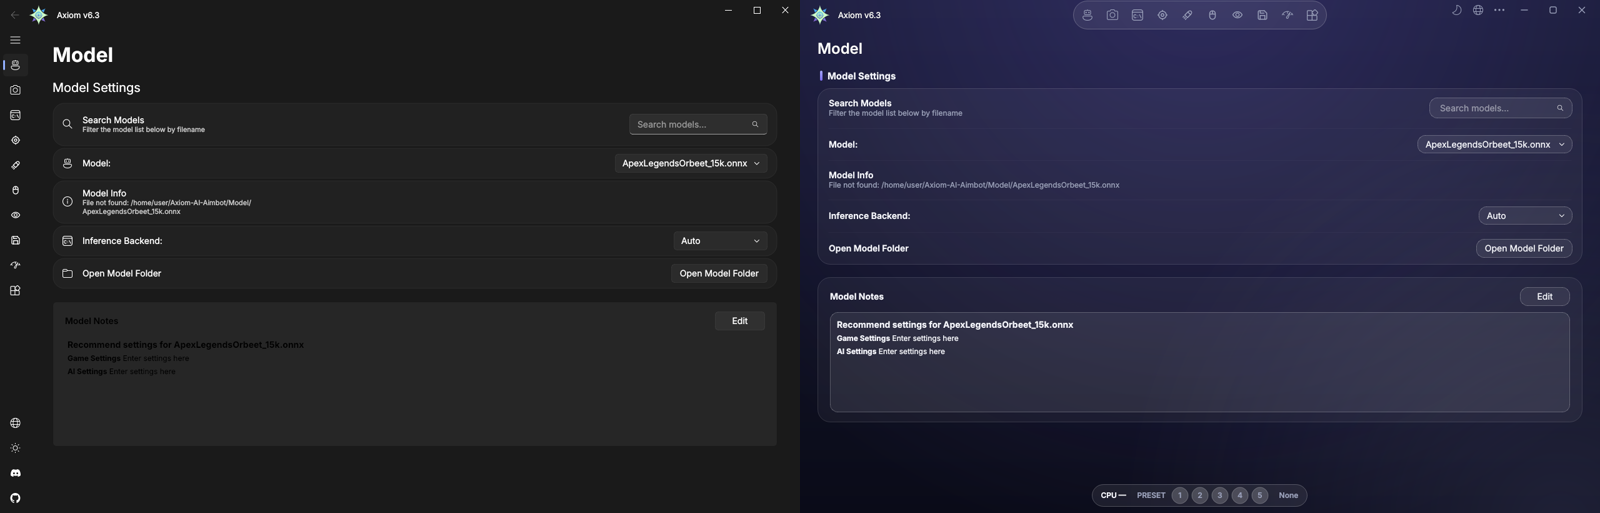 Axiom v6.3
Model
Model Settings
Search Models
Filter the model list below by filename
Search models...
Model:
ApexLegendsOrbeet_15k.onnx
Model Info
File not found: /home/user/Axiom-AI-Aimbot/Model/
ApexLegendsOrbeet_15k.onnx
Inference Backend:
Auto
Open Model Folder
Open Model Folder
Model Notes
Edit
Recommend settings for ApexLegendsOrbeet_15k.onnx
Game Settings Enter settings here
AI Settings Enter settings here
Axiom v6.3
Model
Model Settings
Search Models
Filter the model list below by filename
Search models...
Model:
ApexLegendsOrbeet_15k.onnx
Model Info
File not found: /home/user/Axiom-AI-Aimbot/Model/ApexLegendsOrbeet_15k.onnx
Inference Backend:
Auto
Open Model Folder
Open Model Folder
Model Notes
Edit
Recommend settings for ApexLegendsOrbeet_15k.onnx
Game Settings Enter settings here
AI Settings Enter settings here
CPU — PRESET 1 2 3 4 5 None